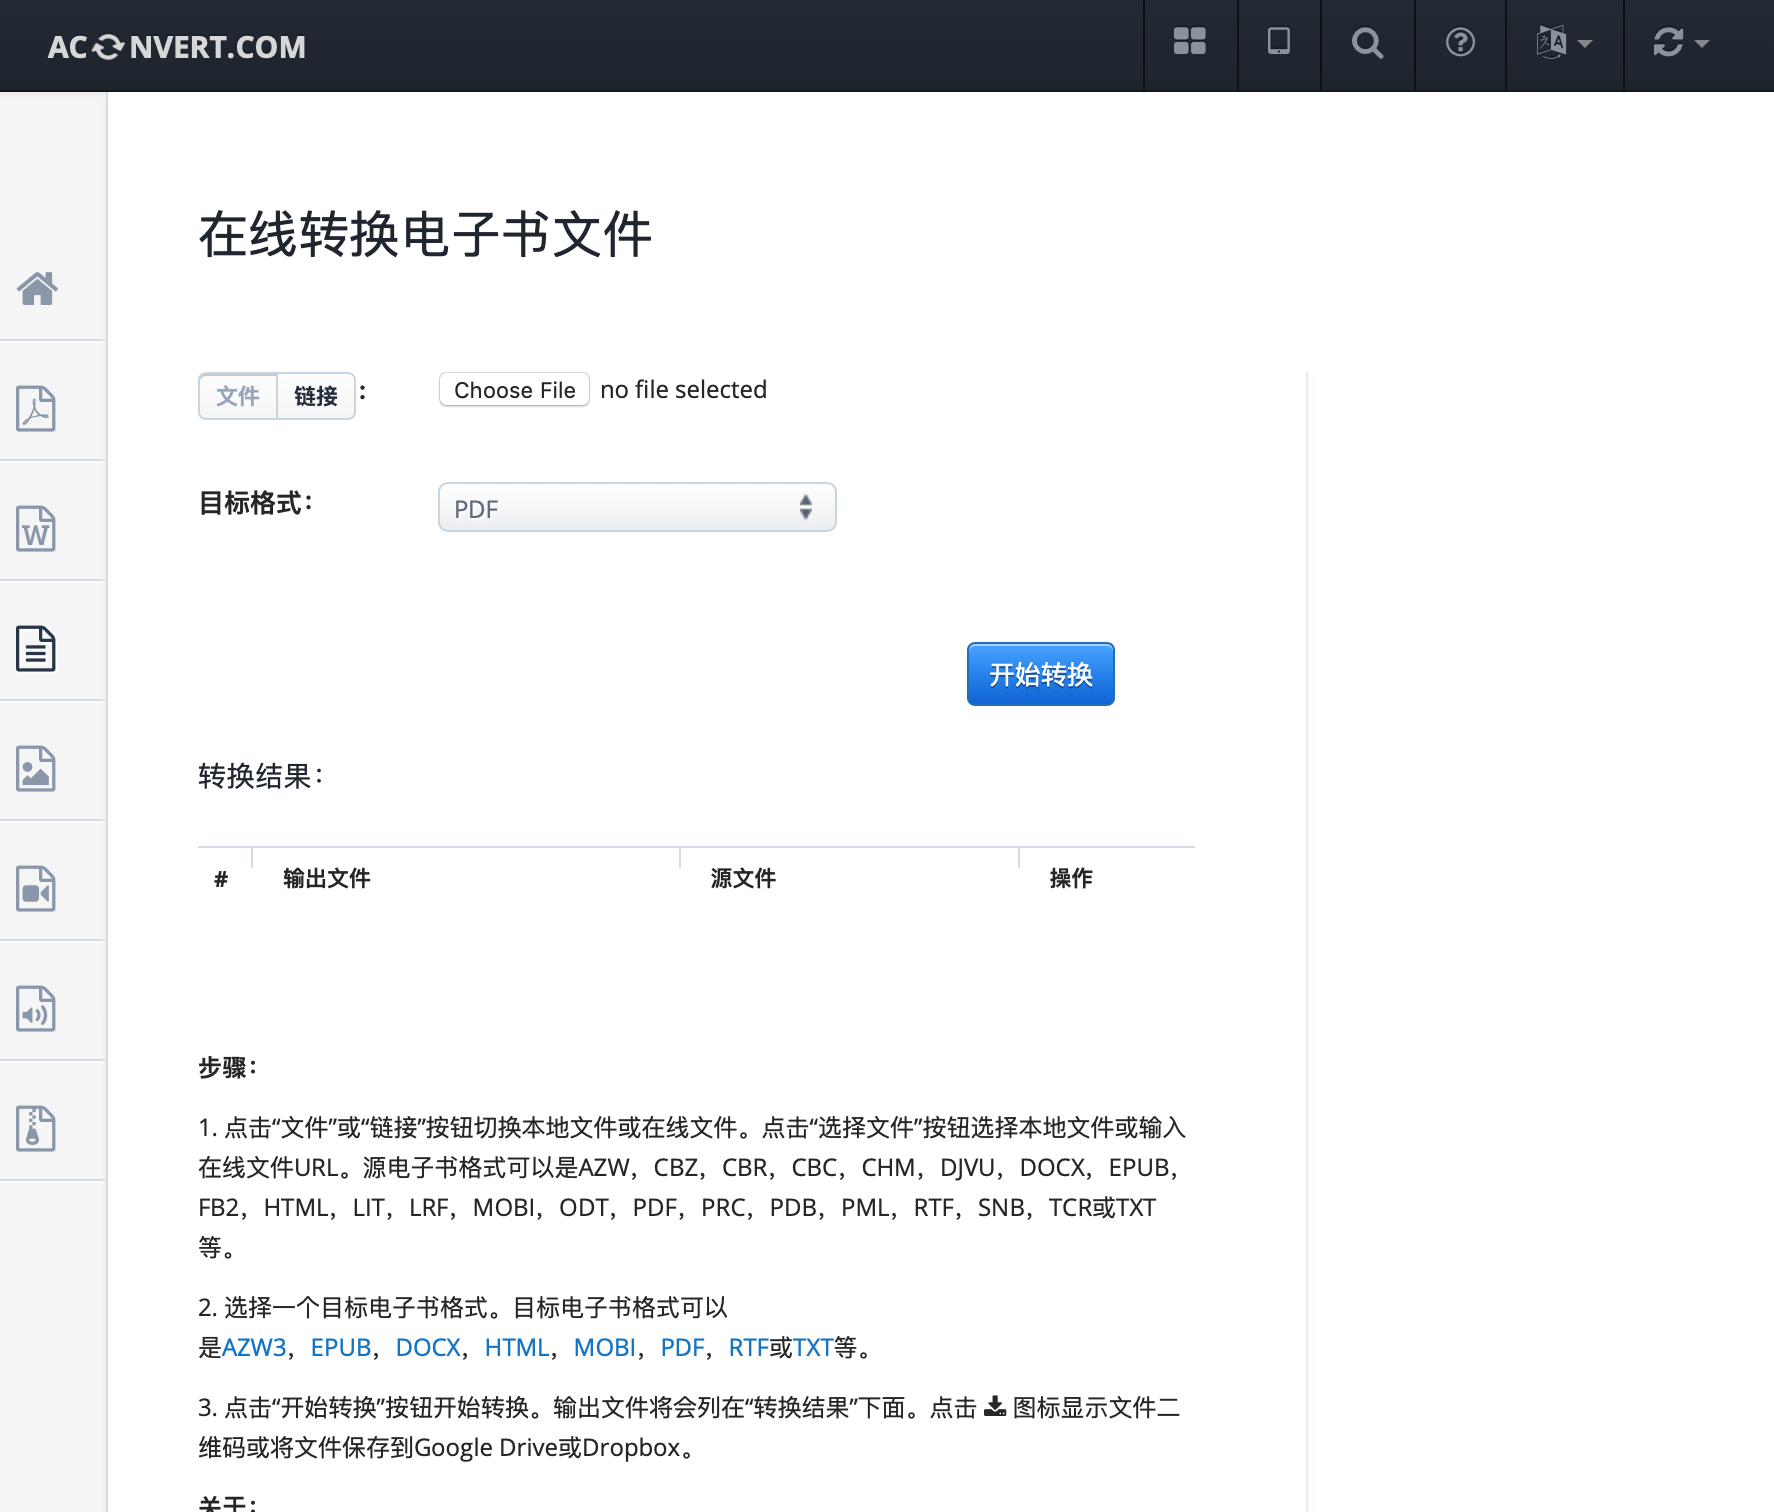 AC NVERT.COM
在线转换电子书文件
文件 链接 : Choose File no file selected
目标格式: PDF
开始转换
转换结果:
# 输出文件 源文件 操作
步骤:
1. 点击“文件”或“链接”按钮切换本地文件或在线文件。点击“选择文件”按钮选择本地文件或输入
在线文件URL。源电子书格式可以是AZW，CBZ，CBR，CBC，CHM，DJVU，DOCX，EPUB，
FB2，HTML，LIT，LRF，MOBI，ODT，PDF，PRC，PDB，PML，RTF，SNB，TCR或TXT
等。
2. 选择一个目标电子书格式。目标电子书格式可以
是AZW3，EPUB，DOCX，HTML，MOBI，PDF，RTF或TXT等。
3. 点击“开始转换”按钮开始转换。输出文件将会列在“转换结果”下面。点击 图标显示文件二
维码或将文件保存到Google Drive或Dropbox。
关于: